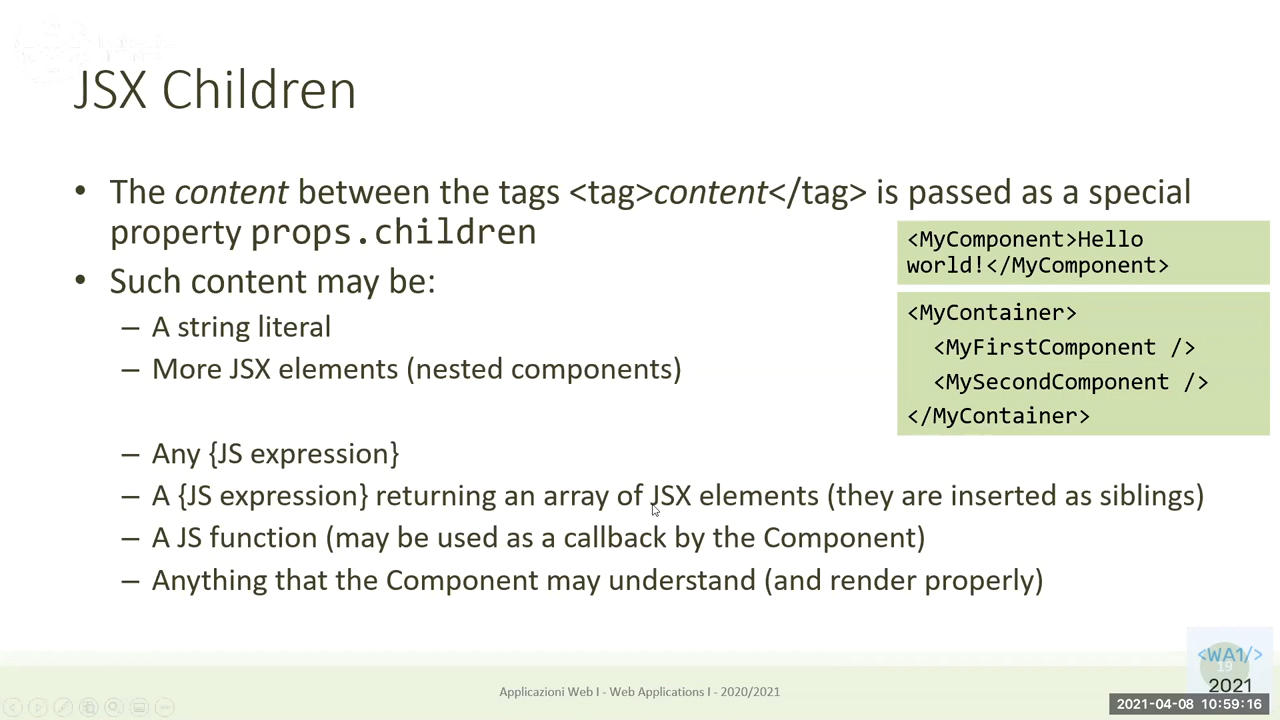 JSX Children
• The content between the tags <tag>content</tag> is passed as a special
property props.children
<MyComponent>Hello
world!</MyComponent>
• Such content may be:
– A string literal
– More JSX elements (nested components)
<MyContainer>
<MyFirstComponent />
<MySecondComponent />
</MyContainer>
– Any {JS expression}
– A {JS expression} returning an array of JSX elements (they are inserted as siblings)
– A JS function (may be used as a callback by the Component)
– Anything that the Component may understand (and render properly)
Applicazioni Web I - Web Applications I - 2020/2021
<WA1/>
19
2021
2021-04-08 10:59:16